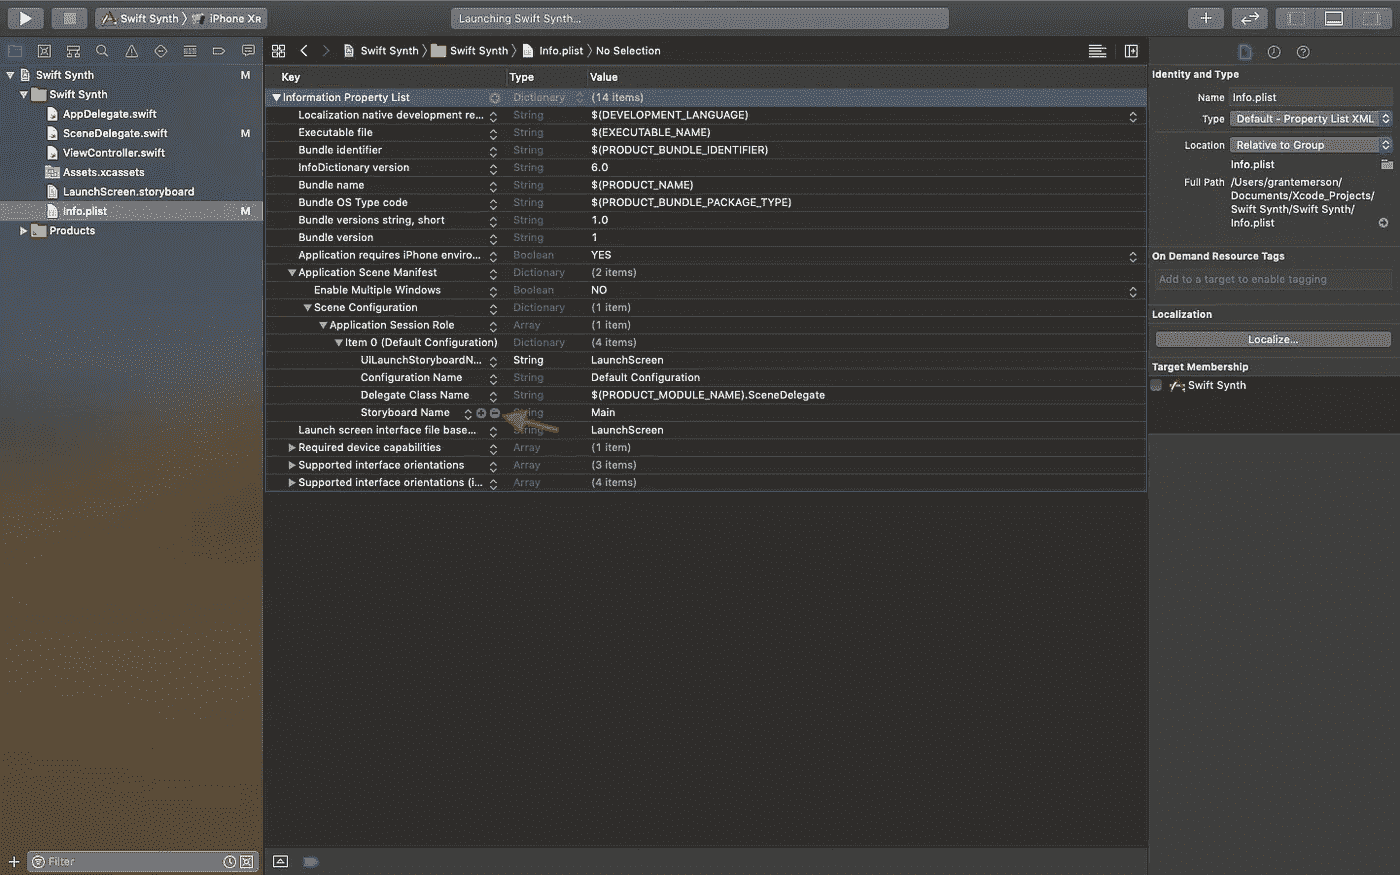 Swift Synth › iPhone XR
Launching Swift Synth...
Swift Synth M
Swift Synth
AppDelegate.swift
SceneDelegate.swift M
ViewController.swift
Assets.xcassets
LaunchScreen.storyboard
Info.plist M
Products
Filter
Swift Synth › Swift Synth › Info.plist › No Selection
Key Type Value
Information Property List Dictionary (14 items)
Localization native development re... String $(DEVELOPMENT_LANGUAGE)
Executable file String $(EXECUTABLE_NAME)
Bundle identifier String $(PRODUCT_BUNDLE_IDENTIFIER)
InfoDictionary version String 6.0
Bundle name String $(PRODUCT_NAME)
Bundle OS Type code String $(PRODUCT_BUNDLE_PACKAGE_TYPE)
Bundle versions string, short String 1.0
Bundle version String 1
Application requires iPhone enviro... Boolean YES
Application Scene Manifest Dictionary (2 items)
Enable Multiple Windows Boolean NO
Scene Configuration Dictionary (1 item)
Application Session Role Array (1 item)
Item 0 (Default Configuration) Dictionary (4 items)
UILaunchStoryboardN... String LaunchScreen
Configuration Name String Default Configuration
Delegate Class Name String $(PRODUCT_MODULE_NAME).SceneDelegate
Storyboard Name String Main
Launch screen interface file base... String LaunchScreen
Required device capabilities Array (1 item)
Supported interface orientations Array (3 items)
Supported interface orientations (i... Array (4 items)
Identity and Type
Name Info.plist
Type Default - Property List XML
Location Relative to Group
Info.plist
Full Path /Users/grantemerson/
Documents/Xcode_Projects/
Swift Synth/Swift Synth/
Info.plist
On Demand Resource Tags
Add to a target to enable tagging
Localization
Localize...
Target Membership
Swift Synth